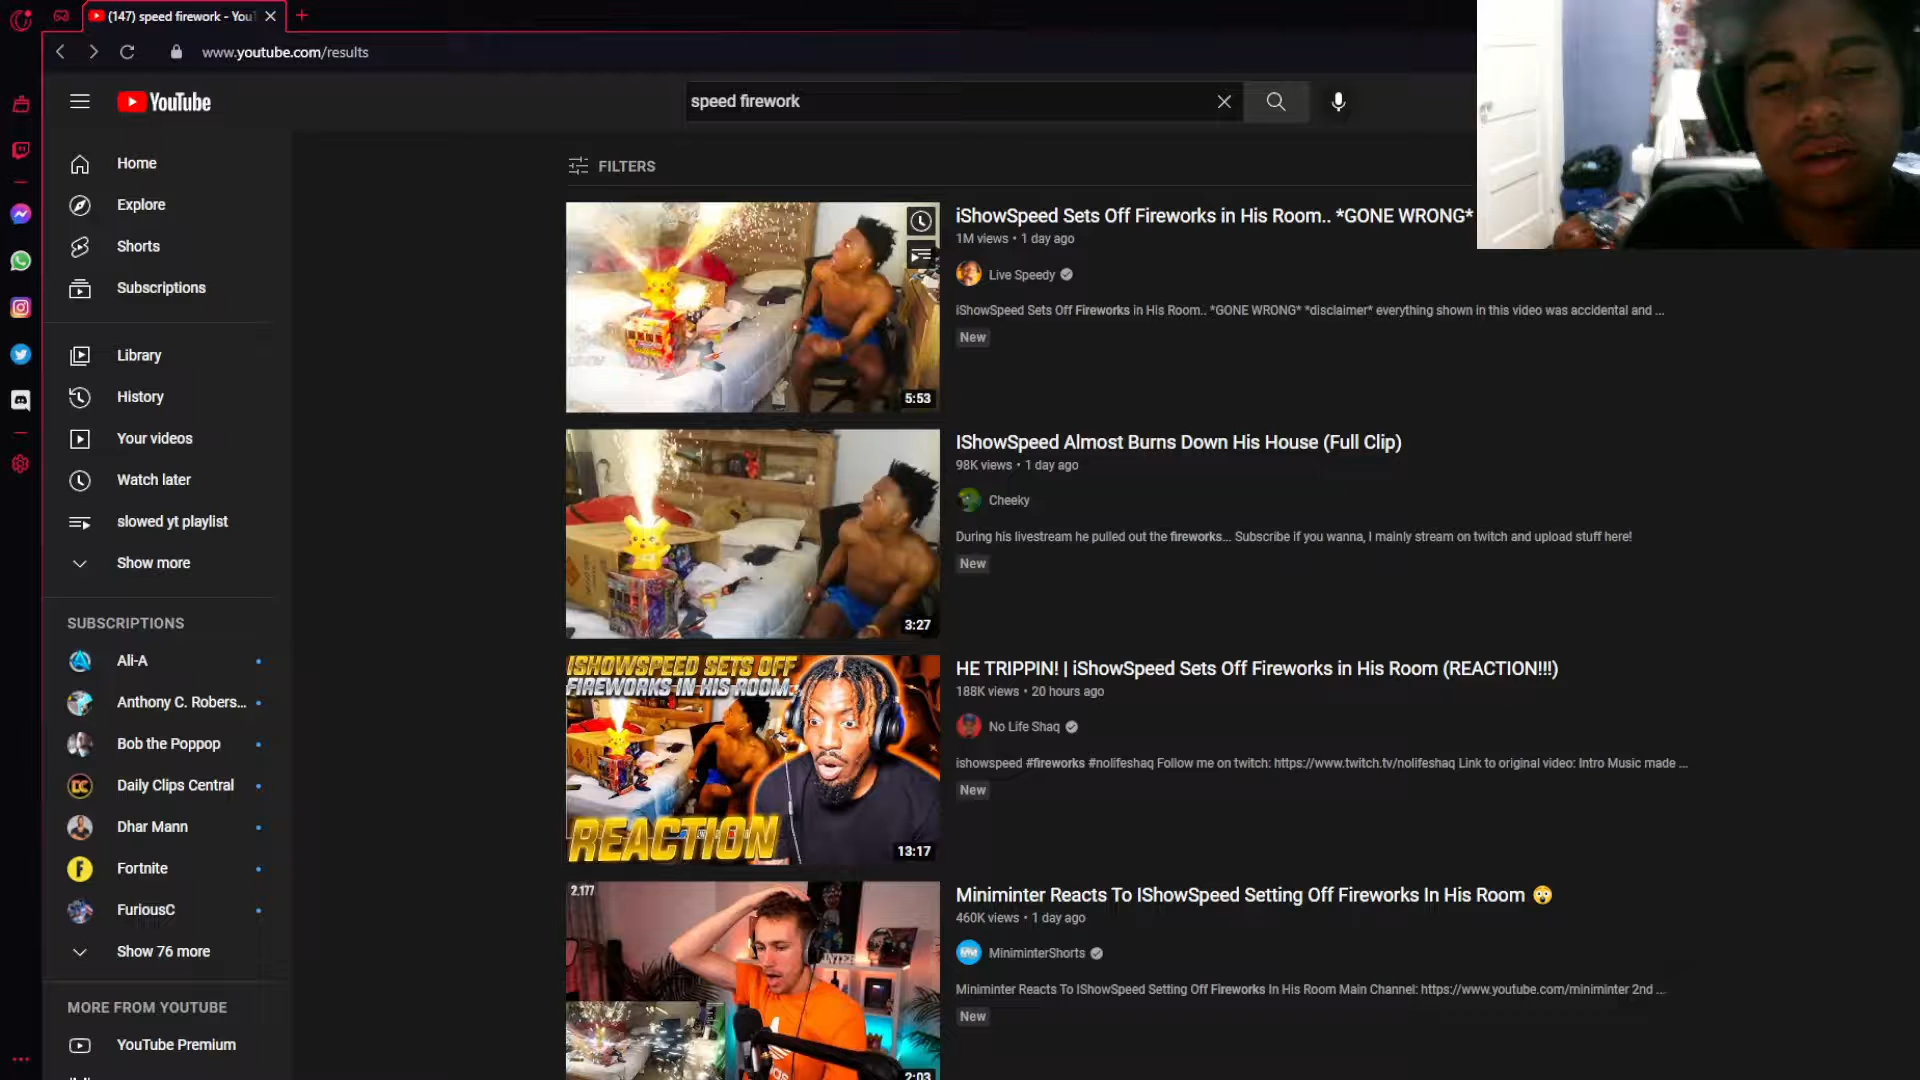 (147) speed firework - You
www.youtube.com/results
YouTube
speed firework
Home
Explore
Shorts
Subscriptions
Library
History
Your videos
Watch later
slowed yt playlist
Show more
SUBSCRIPTIONS
Ali-A
Anthony C. Robers...
Bob the Poppop
Daily Clips Central
Dhar Mann
Fortnite
FuriousC
Show 76 more
MORE FROM YOUTUBE
YouTube Premium
FILTERS
5:53
iShowSpeed Sets Off Fireworks in His Room.. *GONE WRONG*
1M views • 1 day ago
Live Speedy
iShowSpeed Sets Off Fireworks in His Room.. *GONE WRONG* *disclaimer* everything shown in this video was accidental and ...
New
3:27
IShowSpeed Almost Burns Down His House (Full Clip)
98K views • 1 day ago
Cheeky
During his livestream he pulled out the fireworks... Subscribe if you wanna, I mainly stream on twitch and upload stuff here!
New
ISHOWSPEED SETS OFF
FIREWORKS IN HIS ROOM..
REACTION
13:17
HE TRIPPIN! | iShowSpeed Sets Off Fireworks in His Room (REACTION!!!)
188K views • 20 hours ago
No Life Shaq
ishowspeed #fireworks #nolifeshaq Follow me on twitch: https://www.twitch.tv/nolifeshaq Link to original video: Intro Music made ...
New
2,177
2:03
Miniminter Reacts To IShowSpeed Setting Off Fireworks In His Room 😲
460K views • 1 day ago
MiniminterShorts
Miniminter Reacts To IShowSpeed Setting Off Fireworks In His Room Main Channel: https://www.youtube.com/miniminter 2nd ...
New